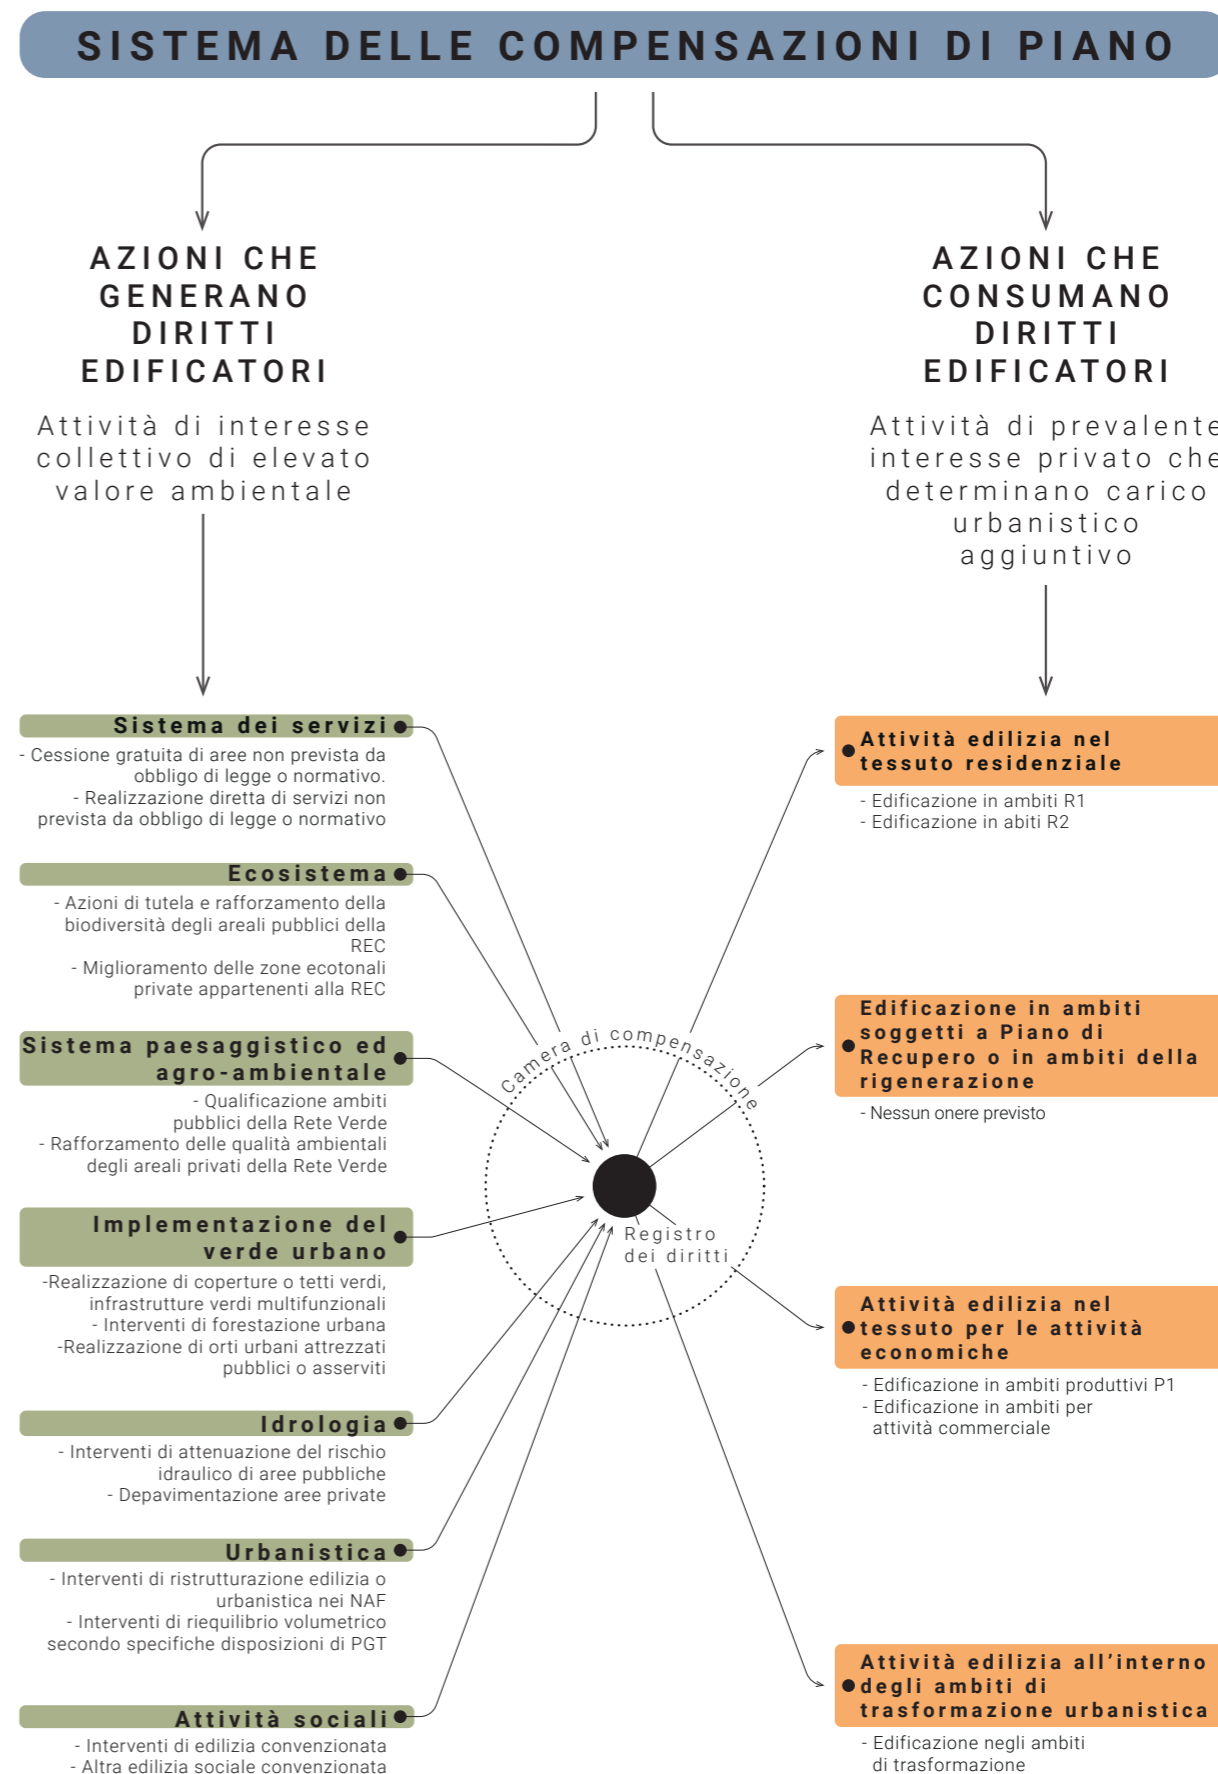 SISTEMA DELLE COMPENSAZIONI DI PIANO
AZIONI CHE
GENERANO
DIRITTI
EDIFICATORI
Attività di interesse
collettivo di elevato
valore ambientale
AZIONI CHE
CONSUMANO
DIRITTI
EDIFICATORI
Attività di prevalente
interesse privato che
determinano carico
urbanistico
aggiuntivo
Sistema dei servizi
- Cessione gratuita di aree non prevista da
obbligo di legge o normativo.
- Realizzazione diretta di servizi non
prevista da obbligo di legge o normativo
Ecosistema
- Azioni di tutela e rafforzamento della
biodiversità degli areali pubblici della
REC
- Miglioramento delle zone ecotonali
private appartenenti alla REC
Sistema paesaggistico ed
agro-ambientale
- Qualificazione ambiti
pubblici della Rete Verde
- Rafforzamento delle qualità ambientali
degli areali privati della Rete Verde
Implementazione del
verde urbano
-Realizzazione di coperture o tetti verdi,
infrastrutture verdi multifunzionali
- Interventi di forestazione urbana
-Realizzazione di orti urbani attrezzati
pubblici o asserviti
Idrologia
- Interventi di attenuazione del rischio
idraulico di aree pubbliche
- Depavimentazione aree private
Urbanistica
- Interventi di ristrutturazione edilizia o
urbanistica nei NAF
- Interventi di riequilibrio volumetrico
secondo specifiche disposizioni di PGT
Attività sociali
- Interventi di edilizia convenzionata
- Altra edilizia sociale convenzionata
Camera di compensazione
Registro
dei diritti
Attività edilizia nel
tessuto residenziale
- Edificazione in ambiti R1
- Edificazione in abiti R2
Edificazione in ambiti
soggetti a Piano di
Recupero o in ambiti della
rigenerazione
- Nessun onere previsto
Attività edilizia nel
tessuto per le attività
economiche
- Edificazione in ambiti produttivi P1
- Edificazione in ambiti per
attività commerciale
Attività edilizia all'interno
degli ambiti di
trasformazione urbanistica
- Edificazione negli ambiti
di trasformazione